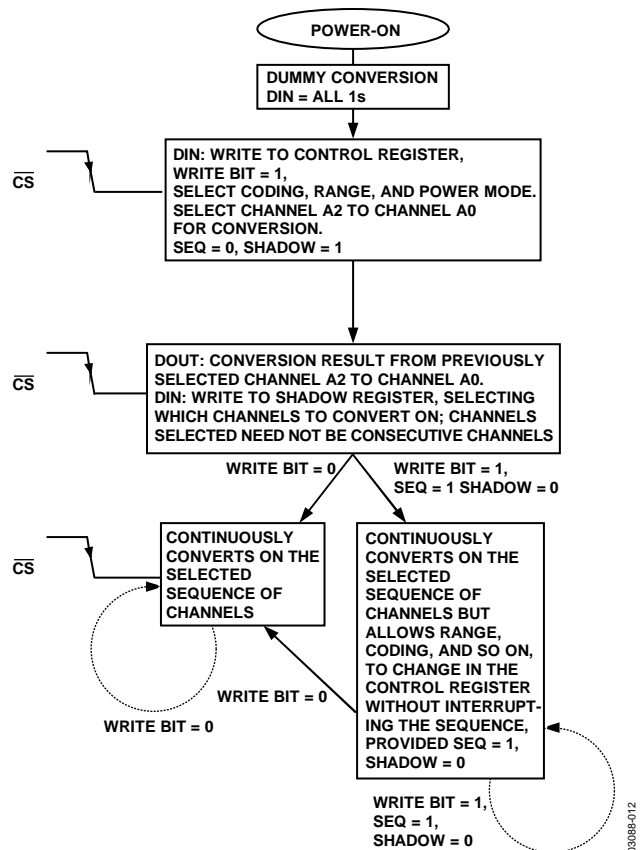 POWER-ON
DUMMY CONVERSION
DIN = ALL 1s
CS
DIN: WRITE TO CONTROL REGISTER,
WRITE BIT = 1,
SELECT CODING, RANGE, AND POWER MODE.
SELECT CHANNEL A2 TO CHANNEL A0
FOR CONVERSION.
SEQ = 0, SHADOW = 1
CS
DOUT: CONVERSION RESULT FROM PREVIOUSLY
SELECTED CHANNEL A2 TO CHANNEL A0.
DIN: WRITE TO SHADOW REGISTER, SELECTING
WHICH CHANNELS TO CONVERT ON; CHANNELS
SELECTED NEED NOT BE CONSECUTIVE CHANNELS
WRITE BIT = 0
WRITE BIT = 1,
SEQ = 1 SHADOW = 0
CS
CONTINUOUSLY
CONVERTS ON THE
SELECTED
SEQUENCE OF
CHANNELS
CONTINUOUSLY
CONVERTS ON THE
SELECTED
SEQUENCE OF
CHANNELS BUT
ALLOWS RANGE,
CODING, AND SO ON,
TO CHANGE IN THE
CONTROL REGISTER
WITHOUT INTERRUPT-
ING THE SEQUENCE,
PROVIDED SEQ = 1,
SHADOW = 0
WRITE BIT = 0
WRITE BIT = 0
WRITE BIT = 1,
SEQ = 1,
SHADOW = 0
03088-012